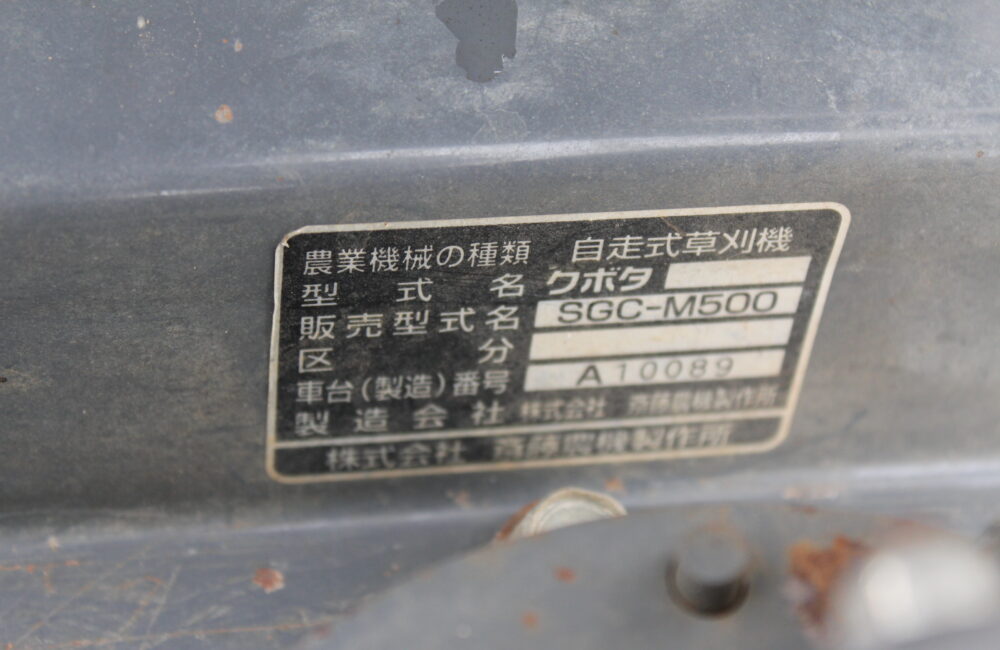 農業機械の種類 自走式草刈機
型式名 クボタ
販売型式名 SGC-M500
区分
車台(製造)番号 A10089
製造会社 株式会社 斎藤農機製作所
株式会社 斎藤農機製作所